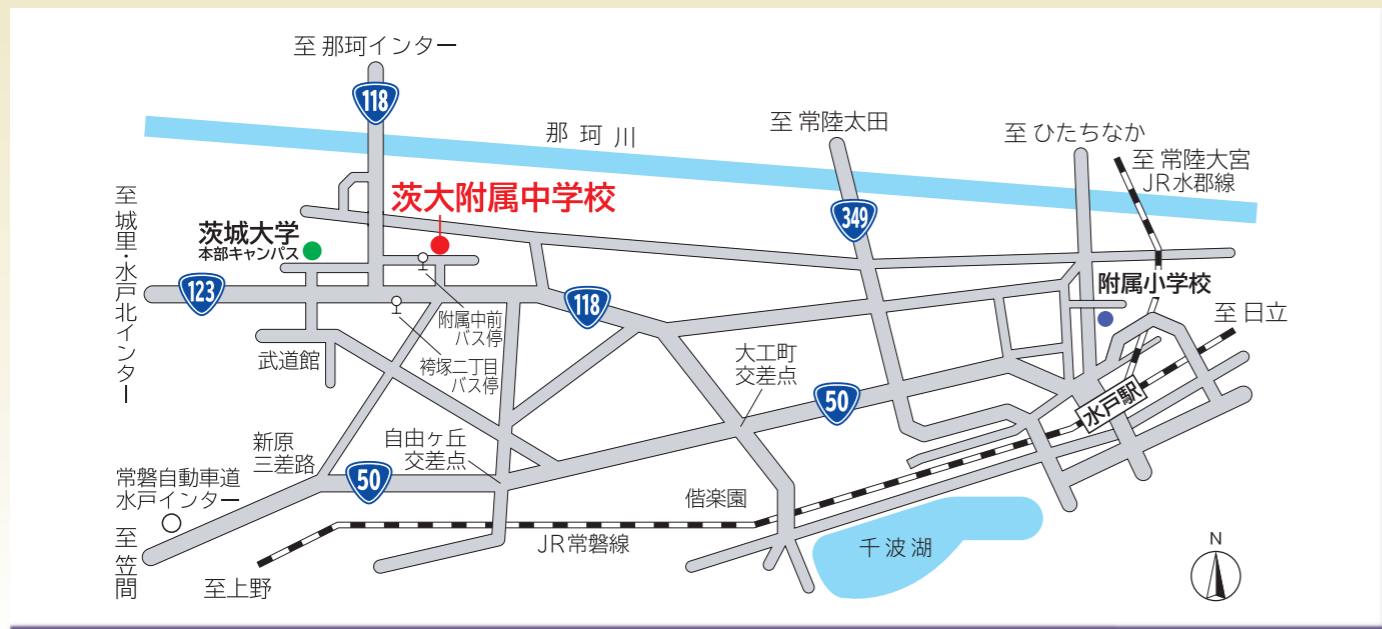 至 那珂インター
118
那珂川
至 常陸太田
至 ひたちなか
至 常陸大宮
JR水郡線
至 城里・水戸北インター
茨城大学
本部キャンパス
茨大附属中学校
349
123
118
附属小学校
至 日立
附属中前
バス停
袴塚二丁目
バス停
武道館
大工町
交差点
50
水戸駅
新原
三差路
自由ヶ丘
交差点
50
常磐自動車道
水戸インター
偕楽園
JR常磐線
千波湖
至 笠間
至上野
N